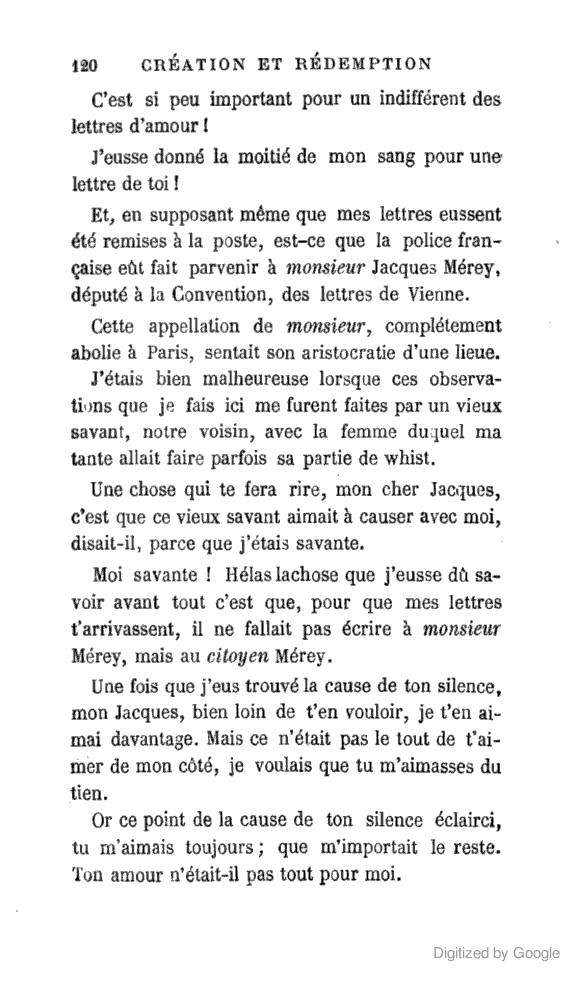 120 CRÉATION ET RÉDEMPTION
C'est si peu important pour un indifférent des
lettres d'amour !
J'eusse donné la moitié de mon sang pour une
lettre de toi !
Et, en supposant même que mes lettres eussent
été remises à la poste, est-ce que la police fran-
çaise eût fait parvenir à monsieur Jacques Mérey,
député à la Convention, des lettres de Vienne.
Cette appellation de monsieur, complétement
abolie à Paris, sentait son aristocratie d'une lieue.
J'étais bien malheureuse lorsque ces observa-
tions que je fais ici me furent faites par un vieux
savant, notre voisin, avec la femme duquel ma
tante allait faire parfois sa partie de whist.
Une chose qui te fera rire, mon cher Jacques,
c'est que ce vieux savant aimait à causer avec moi,
disait-il, parce que j'étais savante.
Moi savante ! Hélas lachose que j'eusse dû sa-
voir avant tout c'est que, pour que mes lettres
t'arrivassent, il ne fallait pas écrire à monsieur
Mérey, mais au citoyen Mérey.
Une fois que j'eus trouvé la cause de ton silence,
mon Jacques, bien loin de t'en vouloir, je t'en ai-
mai davantage. Mais ce n'était pas le tout de t'ai-
mer de mon côté, je voulais que tu m'aimasses du
tien.
Or ce point de la cause de ton silence éclairci,
tu m'aimais toujours ; que m'importait le reste.
Ton amour n'était-il pas tout pour moi.
Digitized by Google